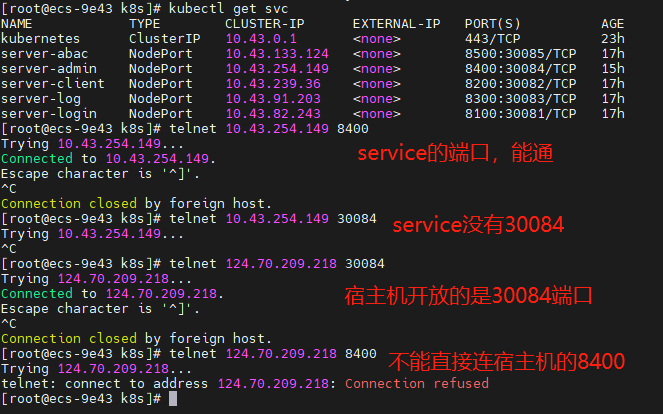 [root@ecs-9e43 k8s]# kubectl get svc
NAME TYPE CLUSTER-IP EXTERNAL-IP PORT(S) AGE
kubernetes ClusterIP 10.43.0.1 <none> 443/TCP 23h
server-abac NodePort 10.43.133.124 <none> 8500:30085/TCP 17h
server-admin NodePort 10.43.254.149 <none> 8400:30084/TCP 15h
server-client NodePort 10.43.239.36 <none> 8200:30082/TCP 17h
server-log NodePort 10.43.91.203 <none> 8300:30083/TCP 17h
server-login NodePort 10.43.82.243 <none> 8100:30081/TCP 17h
[root@ecs-9e43 k8s]# telnet 10.43.254.149 8400
Trying 10.43.254.149...
Connected to 10.43.254.149.
service的端口，能通
Escape character is '^]'.
^C
Connection closed by foreign host.
[root@ecs-9e43 k8s]# telnet 10.43.254.149 30084
service没有30084
Trying 10.43.254.149...
^C
[root@ecs-9e43 k8s]# telnet 124.70.209.218 30084
Trying 124.70.209.218...
Connected to 124.70.209.218.
宿主机开放的是30084端口
Escape character is '^]'.
^C
Connection closed by foreign host.
[root@ecs-9e43 k8s]# telnet 124.70.209.218 8400
不能直接连宿主机的8400
Trying 124.70.209.218...
telnet: connect to address 124.70.209.218: Connection refused
[root@ecs-9e43 k8s]#